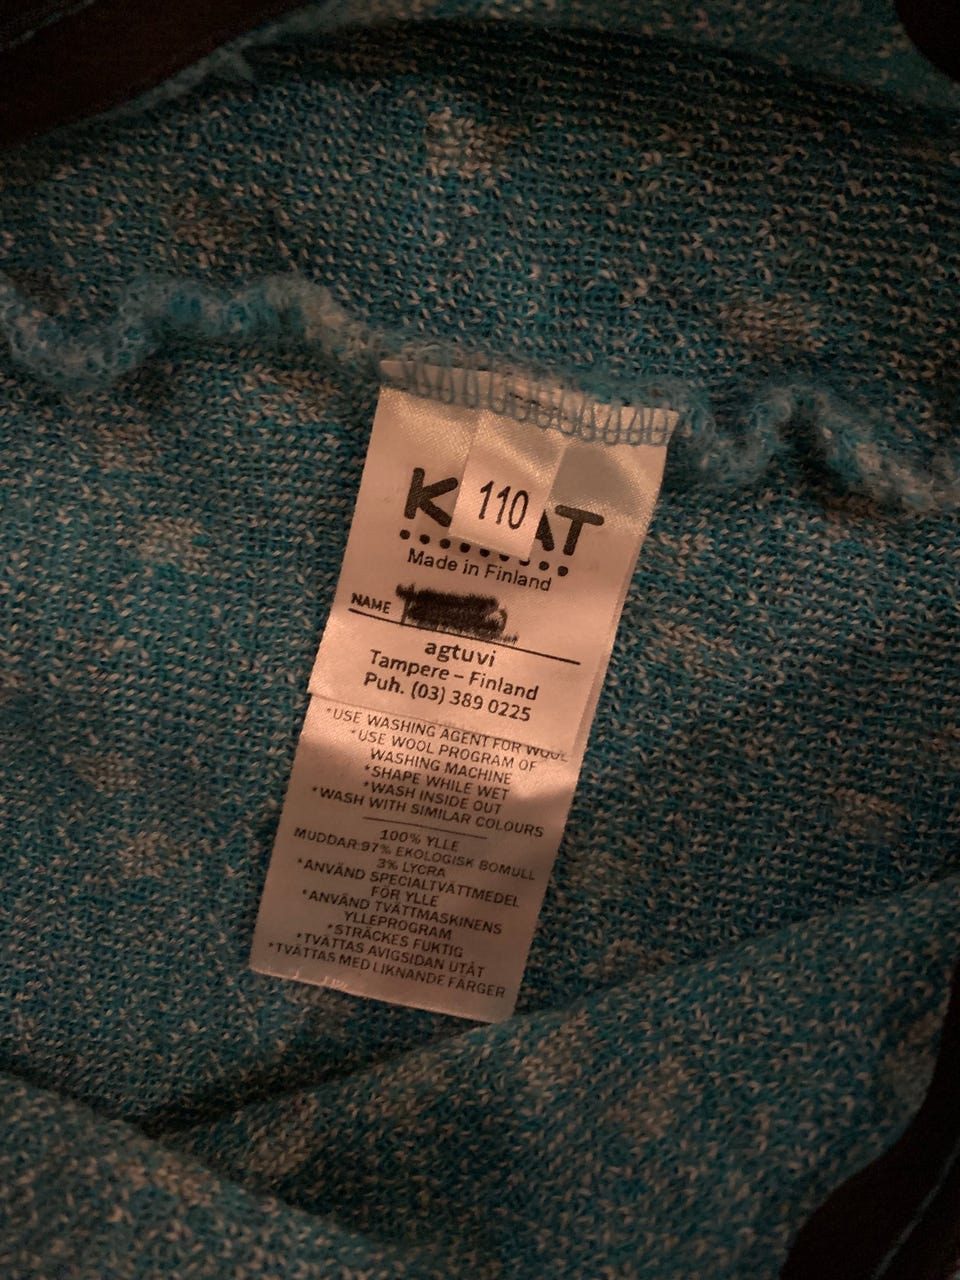 110
Made in Finland
NAME
agtuvi
Tampere – Finland
Puh. (03) 389 0225
*USE WASHING AGENT FOR WOOL
*USE WOOL PROGRAM OF
WASHING MACHINE
*SHAPE WHILE WET
*WASH INSIDE OUT
*WASH WITH SIMILAR COLOURS
100% YLLE
MUDDAR:97% EKOLOGISK BOMULL
3% LYCRA
*ANVÄND SPECIALTVÄTTMEDEL
FÖR YLLE
*ANVÄND TVÄTTMASKINENS
YLLEPROGRAM
*STRÄCKES FUKTIG
*TVÄTTAS AVIGSIDAN UTÅT
*TVÄTTAS MED LIKNANDE FÄRGER